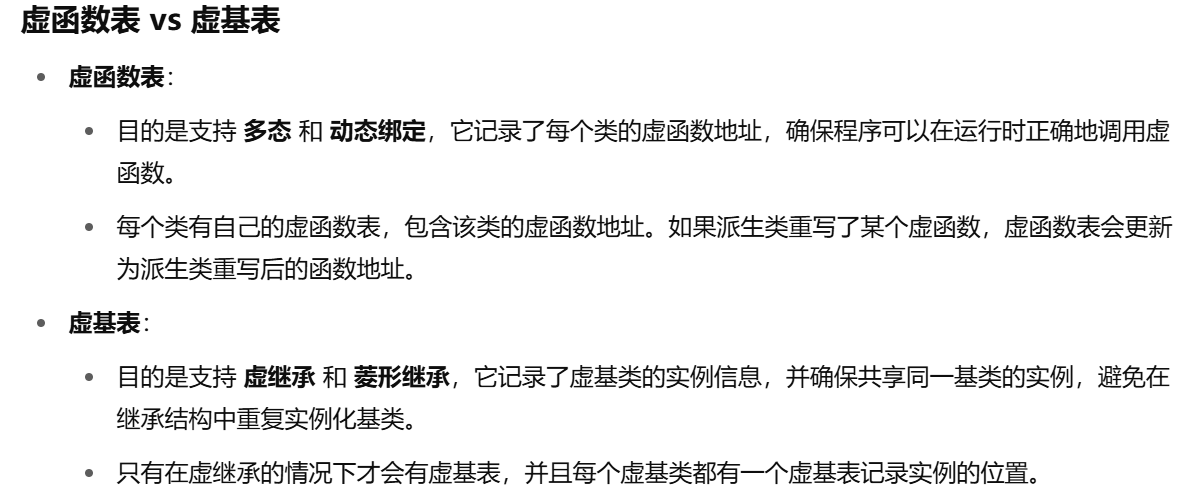 虚函数表 vs 虚基表
虚函数表：
目的是支持 多态 和 动态绑定，它记录了每个类的虚函数地址，确保程序可以在运行时正确地调用虚
函数。
每个类有自己的虚函数表，包含该类的虚函数地址。如果派生类重写了某个虚函数，虚函数表会更新
为派生类重写后的函数地址。
虚基表：
目的是支持 虚继承 和 菱形继承，它记录了虚基类的实例信息，并确保共享同一基类的实例，避免在
继承结构中重复实例化基类。
只有在虚继承的情况下才会有虚基表，并且每个虚基类都有一个虚基表记录实例的位置。